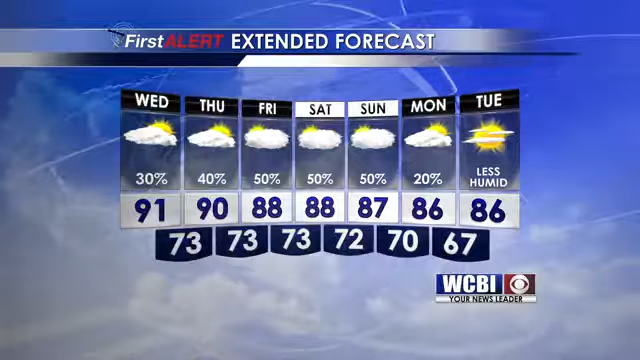 FirstALERT EXTENDED FORECAST
WED THU FRI SAT SUN MON TUE
30% 40% 50% 50% 50% 20% LESS HUMID
91 90 88 88 87 86 86
73 73 73 72 70 67
WCBI
YOUR NEWS LEADER